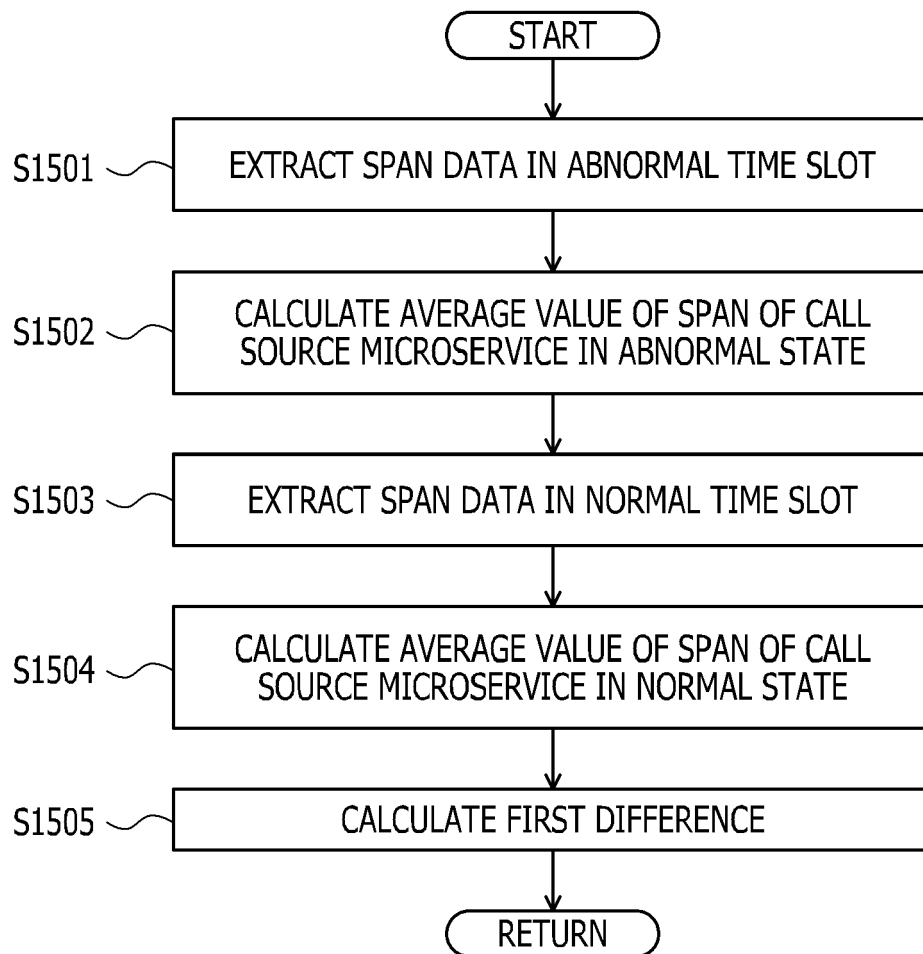 START
S1501
EXTRACT SPAN DATA IN ABNORMAL TIME SLOT
S1502
CALCULATE AVERAGE VALUE OF SPAN OF CALL
SOURCE MICROSERVICE IN ABNORMAL STATE
S1503
EXTRACT SPAN DATA IN NORMAL TIME SLOT
S1504
CALCULATE AVERAGE VALUE OF SPAN OF CALL
SOURCE MICROSERVICE IN NORMAL STATE
S1505
CALCULATE FIRST DIFFERENCE
RETURN